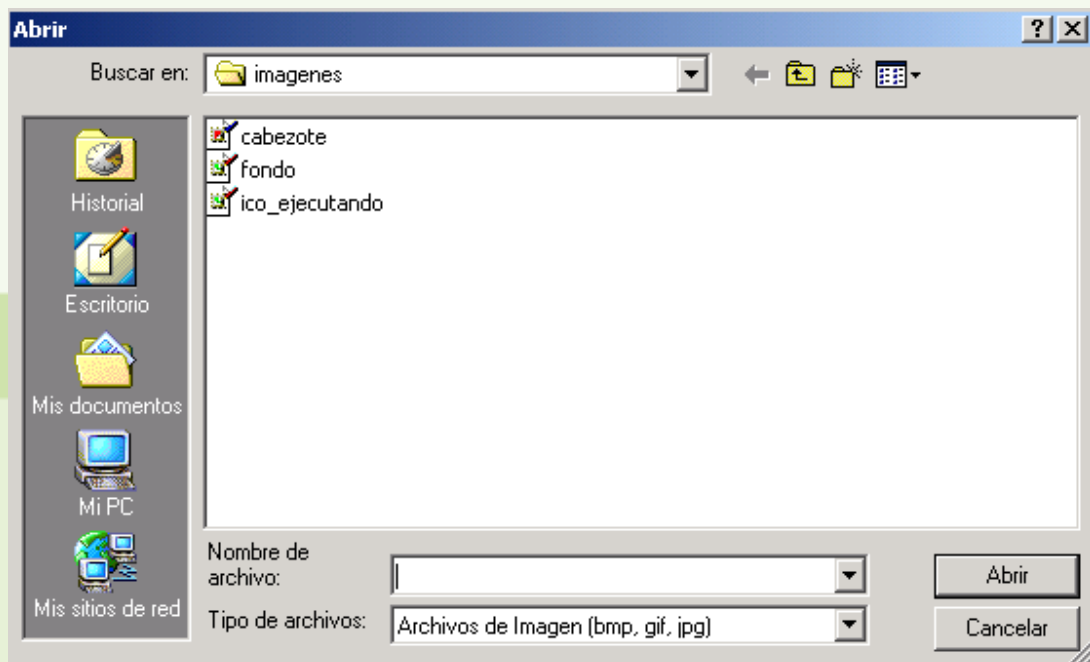 Abrir
Buscar en:
imagenes
Historial
Escritorio
Mis documentos
Mi PC
Mis sitios de red
cabezote
fondo
ico_ejecutando
Nombre de
archivo:
Abrir
Tipo de archivos:
Archivos de Imagen (bmp, gif, jpg)
Cancelar